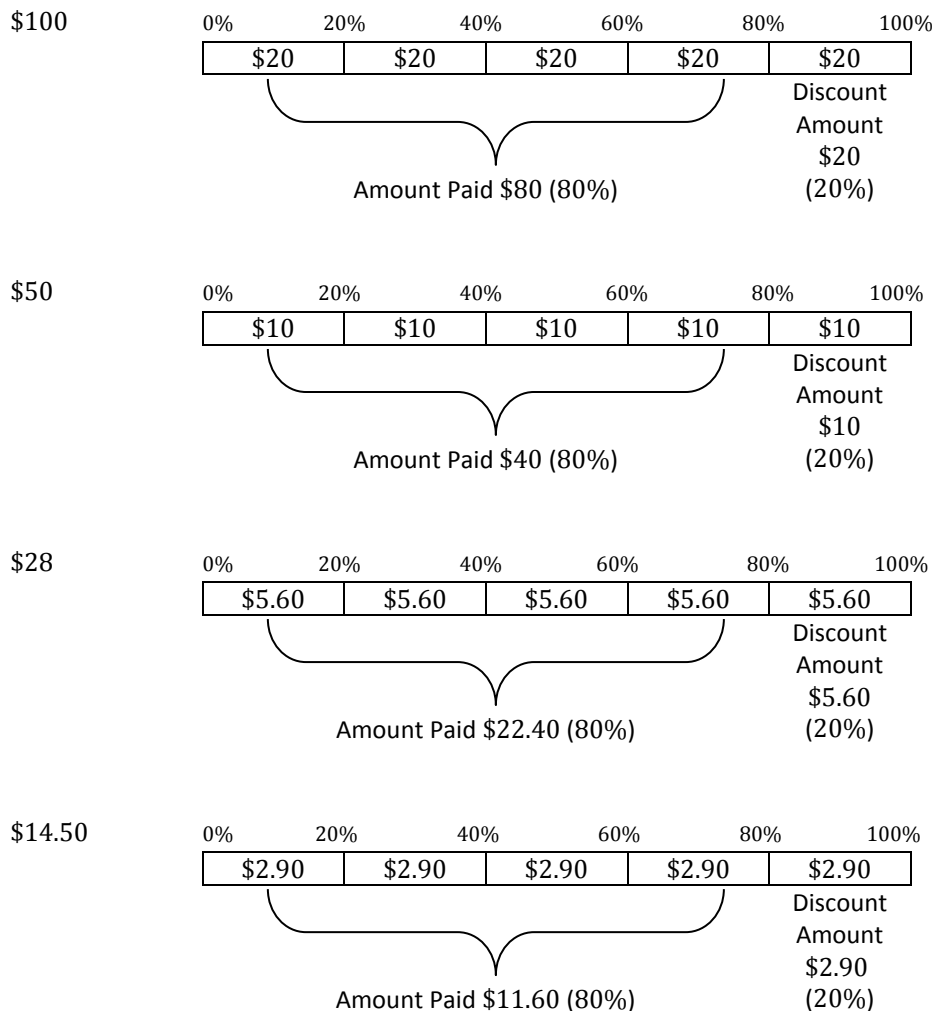 $100 0% 20% 40% 60% 80% 100%
$20 $20 $20 $20 $20
Discount
Amount
$20
Amount Paid $80 (80%) (20%)
$50 0% 20% 40% 60% 80% 100%
$10 $10 $10 $10 $10
Discount
Amount
$10
Amount Paid $40 (80%) (20%)
$28 0% 20% 40% 60% 80% 100%
$5.60 $5.60 $5.60 $5.60 $5.60
Discount
Amount
$5.60
Amount Paid $22.40 (80%) (20%)
$14.50 0% 20% 40% 60% 80% 100%
$2.90 $2.90 $2.90 $2.90 $2.90
Discount
Amount
$2.90
Amount Paid $11.60 (80%) (20%)